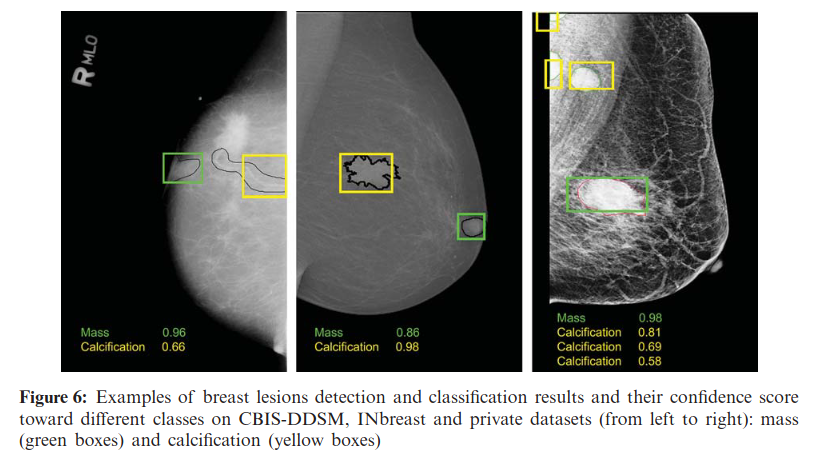 R MLO
Mass 0.96
Calcification 0.66
Mass 0.86
Calcification 0.98
Mass 0.98
Calcification 0.81
Calcification 0.69
Calcification 0.58
Figure 6: Examples of breast lesions detection and classification results and their confidence score
toward different classes on CBIS-DDSM, INbreast and private datasets (from left to right): mass
(green boxes) and calcification (yellow boxes)